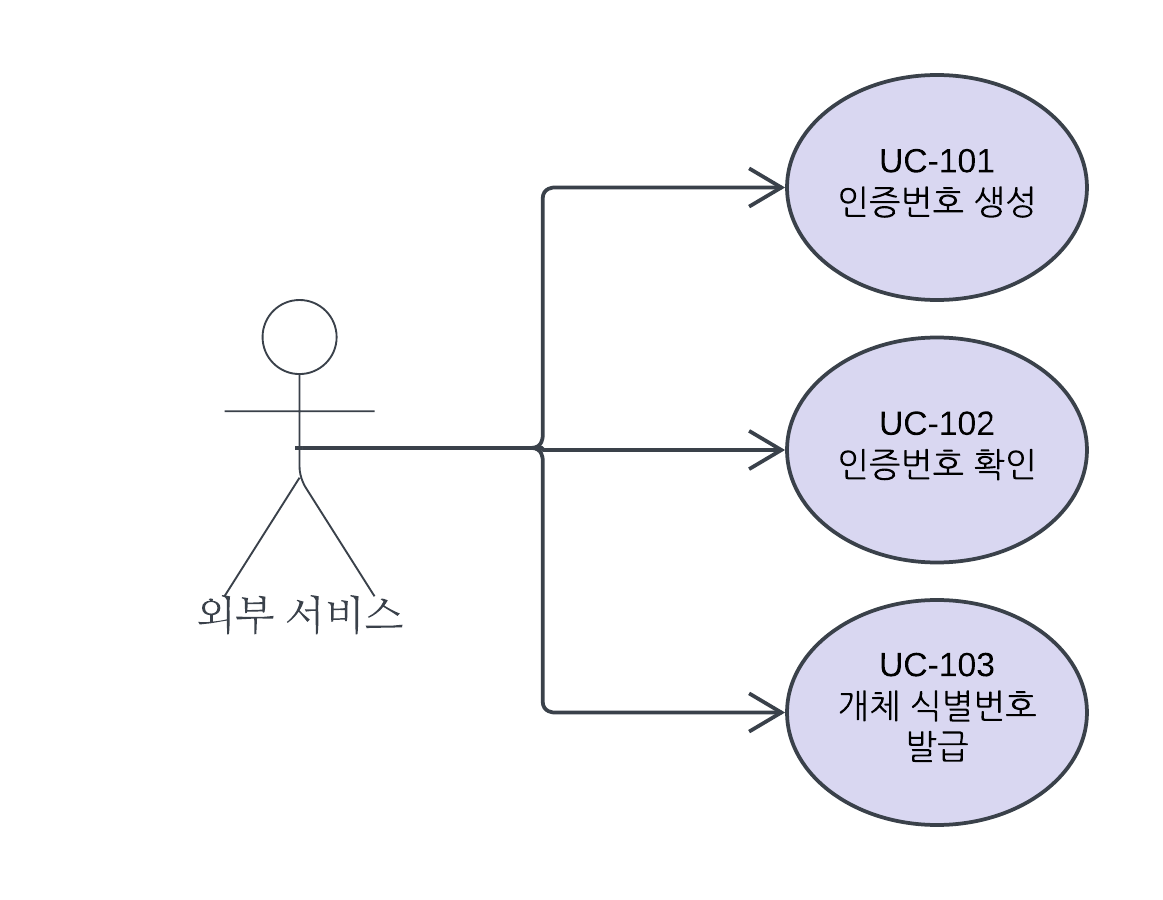 UC-101
인증번호 생성
UC-102
인증번호 확인
외부 서비스
UC-103
개체 식별번호
발급